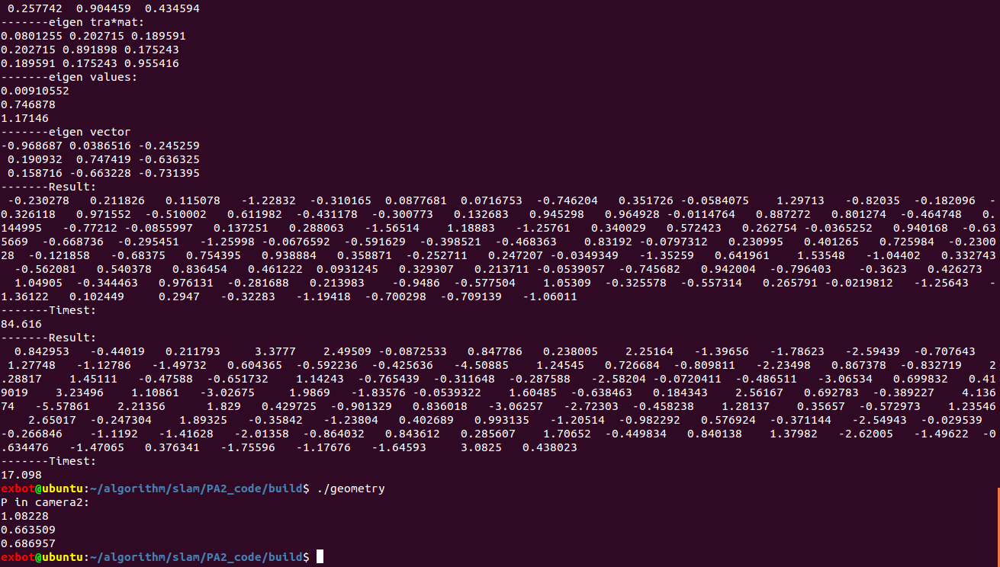 0.257742  0.904459  0.434594
-------eigen tra*mat:
0.0801255 0.202715 0.189591
0.202715 0.891898 0.175243
0.189591 0.175243 0.955416
-------eigen values:
0.00910552
0.746878
1.17146
-------eigen vector
-0.968687 0.0386516 -0.245259
0.190932  0.747419 -0.636325
0.158716 -0.663228 -0.731395
-------Result:
-0.230278   0.211826   0.115078   -1.22832  -0.310165  0.0877681  0.0716753  -0.746204   0.351726 -0.0584075    1.29713   -0.82035  -0.182096  -
0.326118   0.971552  -0.510002   0.611982  -0.431178  -0.300773   0.132683   0.945298   0.964928 -0.0114764   0.887272   0.801274  -0.464748   0.
144995   -0.77212 -0.0855997   0.137251   0.288063   -1.56514    1.18883   -1.25761   0.340029   0.572423   0.262754 -0.0365252   0.940168  -0.63
5669  -0.668736  -0.295451   -1.25998 -0.0676592  -0.591629  -0.398521  -0.468363    0.83192 -0.0797312   0.230995   0.401265   0.725984  -0.2300
28  -0.121858   -0.68375   0.754395   0.938884   0.358871  -0.252711   0.247207 -0.0349349   -1.35259   0.641961    1.53548   -1.04402   0.332743
-0.562081   0.540378   0.836454   0.461222  0.0931245   0.329307   0.213711 -0.0539057  -0.745682   0.942004  -0.796403    -0.3623   0.426273
1.04905  -0.344463   0.976131  -0.281688   0.213983    -0.9486  -0.577504    1.05309  -0.325578  -0.557314   0.265791 -0.0219812   -1.25643   -
1.36122   0.102449     0.2947   -0.32283   -1.19418  -0.700298  -0.709139   -1.06011
-------Timest:
84.616
-------Result:
0.842953   -0.44019   0.211793     3.3777    2.49509 -0.0872533   0.847786   0.238005    2.25164   -1.39656   -1.78623   -2.59439  -0.707643
1.27748   -1.12786   -1.49732   0.604365  -0.592236  -0.425636   -4.50885    1.24545   0.726684  -0.809811   -2.23498   0.867378  -0.832719    2
.28817    1.45111   -0.47588  -0.651732    1.14243  -0.765439  -0.311648  -0.287588   -2.58204 -0.0720411  -0.486511   -3.06534   0.699832   0.41
9019    3.23496    1.10861   -3.02675     1.9869   -1.83576 -0.0539322    1.60485  -0.638463   0.184343    2.56167   0.692783  -0.389227    4.136
74   -5.57861    2.21356      1.829   0.429725  -0.901329   0.836018   -3.06257   -2.72303  -0.458238    1.28137    0.35657  -0.572973    1.23546
2.65017  -0.247304    1.89325   -0.35842   -1.23804   0.402689   0.993135   -1.20514  -0.982292   0.576924  -0.371144   -2.54943  -0.029539
-0.266846    -1.1192   -1.41628   -2.01358  -0.864032   0.843612   0.285607    1.70652  -0.449834   0.840138    1.37982   -2.62005   -1.49622  -0
.634476   -1.47065   0.376341   -1.75596   -1.17676   -1.64593     3.0825   0.438023
-------Timest:
17.098
exbot@ubuntu:~/algorithm/slam/PA2_code/build$ ./geometry
P in camera2:
1.08228
0.663509
0.686957
exbot@ubuntu:~/algorithm/slam/PA2_code/build$